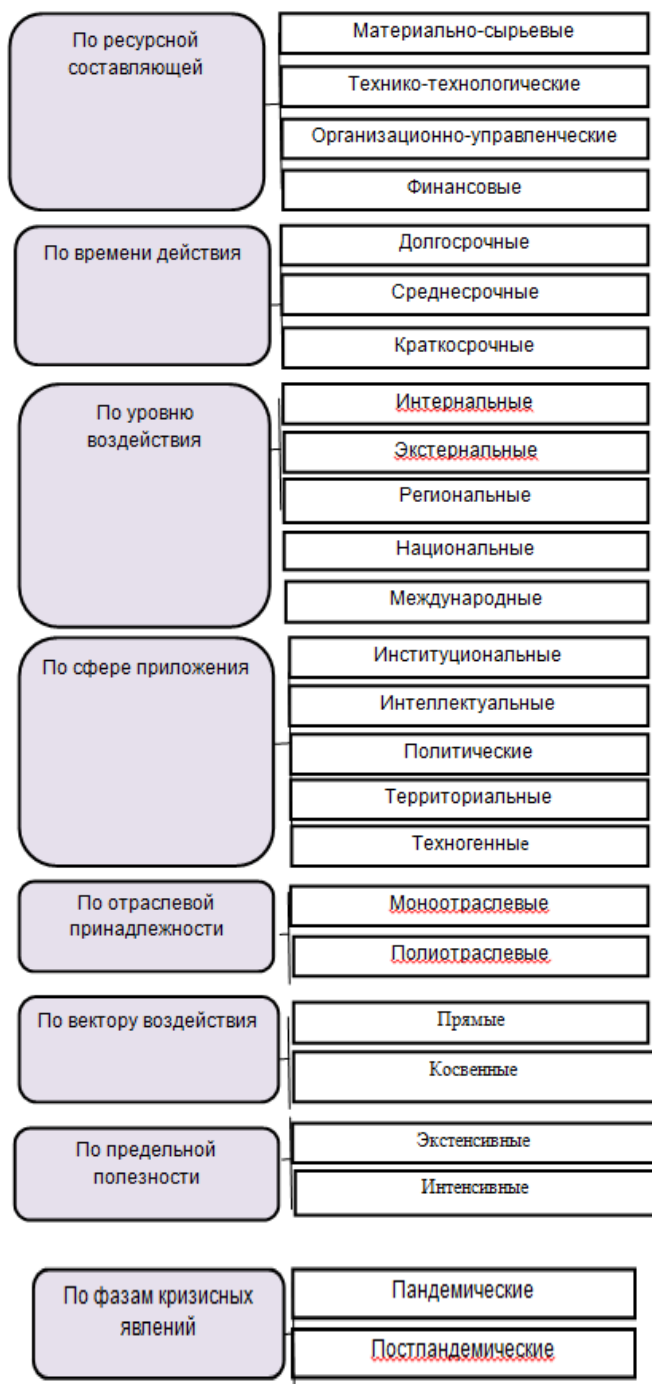 По ресурсной
составляющей
Материально-сырьевые
Технико-технологические
Организационно-управленческие
Финансовые
По времени действия
Долгосрочные
Среднесрочные
Краткосрочные
По уровню
воздействия
Интернальные
Экстернальные
Региональные
Национальные
Международные
По сфере приложения
Институциональные
Интеллектуальные
Политические
Территориальные
Техногенные
По отраслевой
принадлежности
Моноотраслевые
Полиотраслевые
По вектору воздействия
Прямые
Косвенные
По предельной
полезности
Экстенсивные
Интенсивные
По фазам кризисных
явлений
Пандемические
Постпандемические